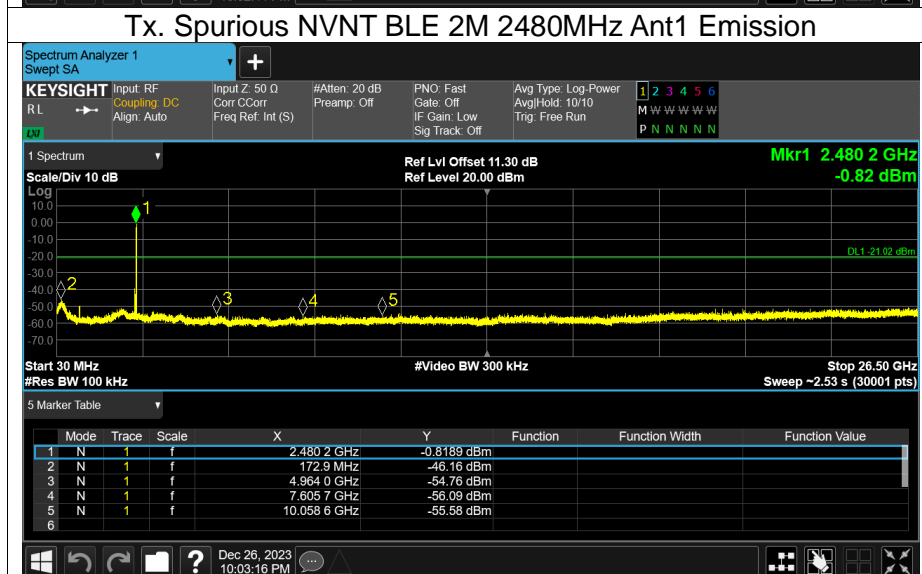 Tx. Spurious NVNT BLE 2M 2480MHz Ant1 Emission
Spectrum Analyzer 1
Swept SA
+
KEYSIGHT Input: RF Input Z: 50 Ω #Atten: 20 dB PNO: Fast Avg Type: Log-Power 1 2 3 4 5 6
RL Coupling: DC Corr CCorr Preamp: Off Gate: Off Avg|Hold: 10/10 M W W W W W
Align: Auto Freq Ref: Int (S) IF Gain: Low Trig: Free Run
LXI Sig Track: Off P N N N N N
1 Spectrum Ref Lvl Offset 11.30 dB Mkr1 2.480 2 GHz
Scale/Div 10 dB Ref Level 20.00 dBm -0.82 dBm
Log
10.0 1
0.00
-10.0
-20.0 DL1 -21.02 dBm
-30.0
-40.0 2
-50.0 3 4 5
-60.0
-70.0
Start 30 MHz #Video BW 300 kHz Stop 26.50 GHz
#Res BW 100 kHz Sweep ~2.53 s (30001 pts)
5 Marker Table
Mode Trace Scale X Y Function Function Width Function Value
1 N 1 f 2.480 2 GHz -0.8189 dBm
2 N 1 f 172.9 MHz -46.16 dBm
3 N 1 f 4.964 0 GHz -54.76 dBm
4 N 1 f 7.605 7 GHz -56.09 dBm
5 N 1 f 10.058 6 GHz -55.58 dBm
6
? Dec 26, 2023
10:03:16 PM